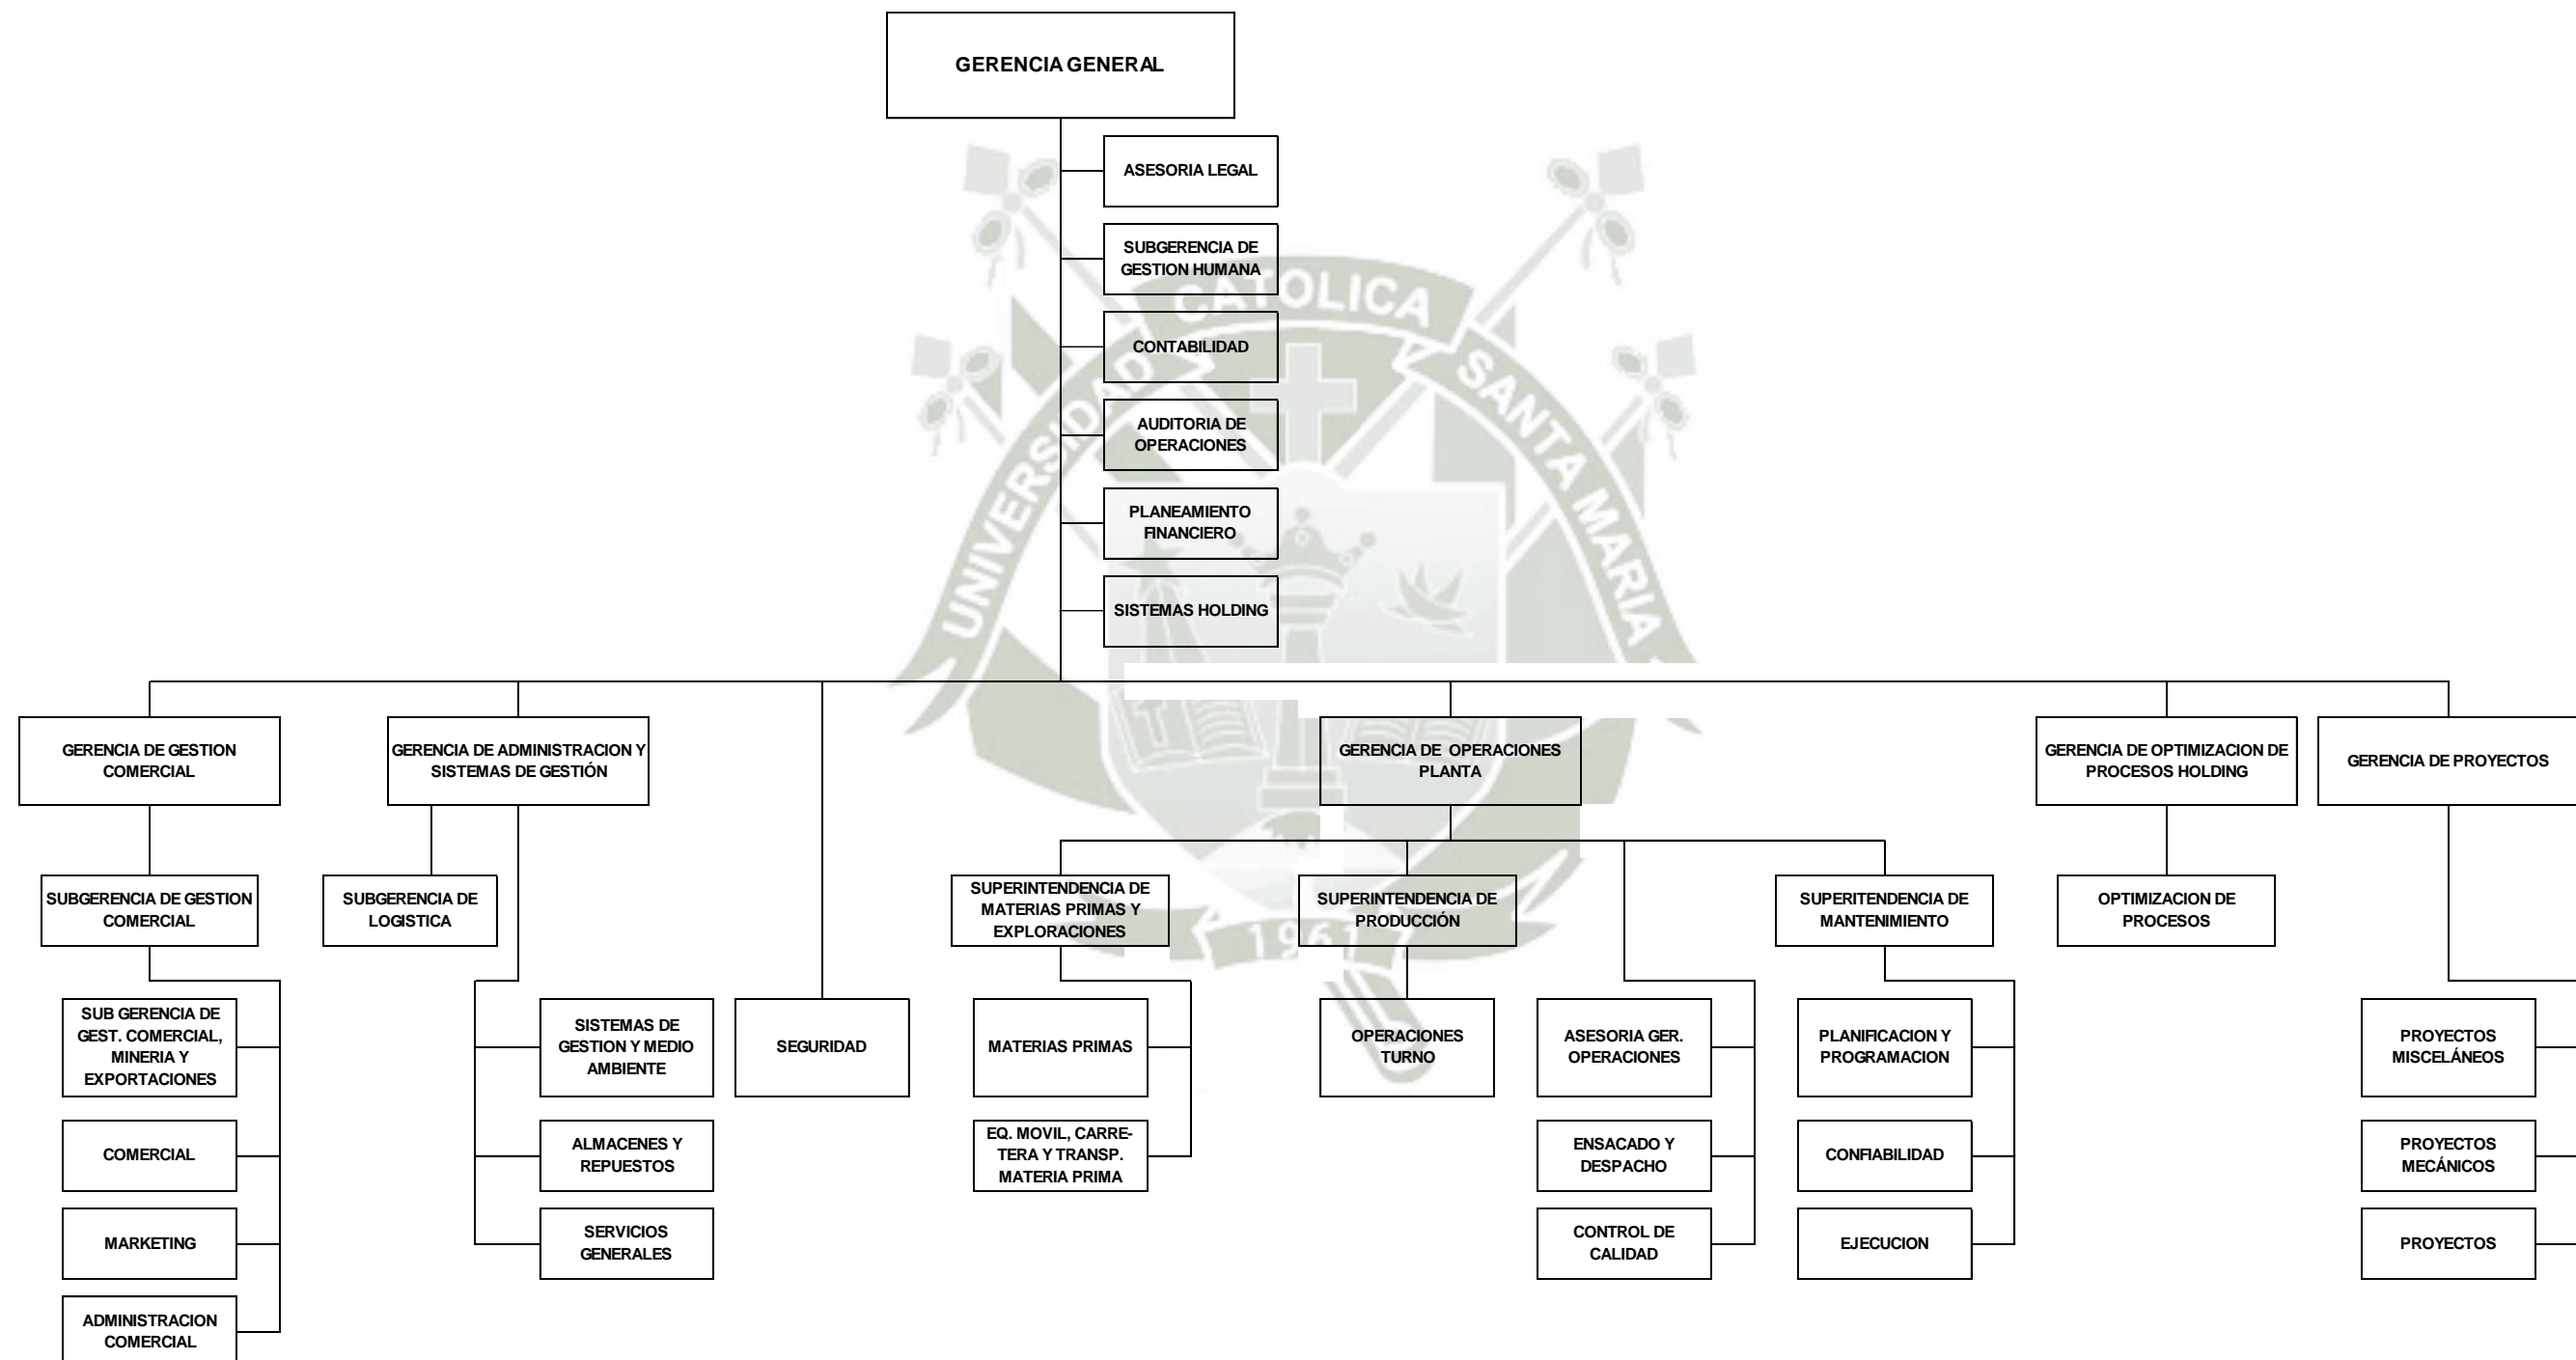 GERENCIA GENERAL
ASESORIA LEGAL
SUBGERENCIA DE
GESTION HUMANA
CONTABILIDAD
AUDITORIA DE
OPERACIONES
PLANEAMIENTO
FINANCIERO
SISTEMAS HOLDING
UNIVERSIDAD CATOLICA SANTA MARIA
1961
GERENCIA DE GESTION
COMERCIAL
GERENCIA DE ADMINISTRACION Y
SISTEMAS DE GESTIÓN
GERENCIA DE OPERACIONES
PLANTA
GERENCIA DE OPTIMIZACION DE
PROCESOS HOLDING
GERENCIA DE PROYECTOS
SUBGERENCIA DE GESTION
COMERCIAL
SUBGERENCIA DE
LOGISTICA
SUPERINTENDENCIA DE
MATERIAS PRIMAS Y
EXPLORACIONES
SUPERINTENDENCIA DE
PRODUCCIÓN
SUPERITENDENCIA DE
MANTENIMIENTO
OPTIMIZACION DE
PROCESOS
SUB GERENCIA DE
GEST. COMERCIAL,
MINERIA Y
EXPORTACIONES
SISTEMAS DE
GESTION Y MEDIO
AMBIENTE
SEGURIDAD
MATERIAS PRIMAS
OPERACIONES
TURNO
ASESORIA GER.
OPERACIONES
PLANIFICACION Y
PROGRAMACION
PROYECTOS
MISCELÁNEOS
COMERCIAL
ALMACENES Y
REPUESTOS
EQ. MOVIL, CARRE-
TERA Y TRANSP.
MATERIA PRIMA
ENSACADO Y
DESPACHO
CONFIABILIDAD
PROYECTOS
MECÁNICOS
MARKETING
SERVICIOS
GENERALES
CONTROL DE
CALIDAD
EJECUCION
PROYECTOS
ADMINISTRACION
COMERCIAL